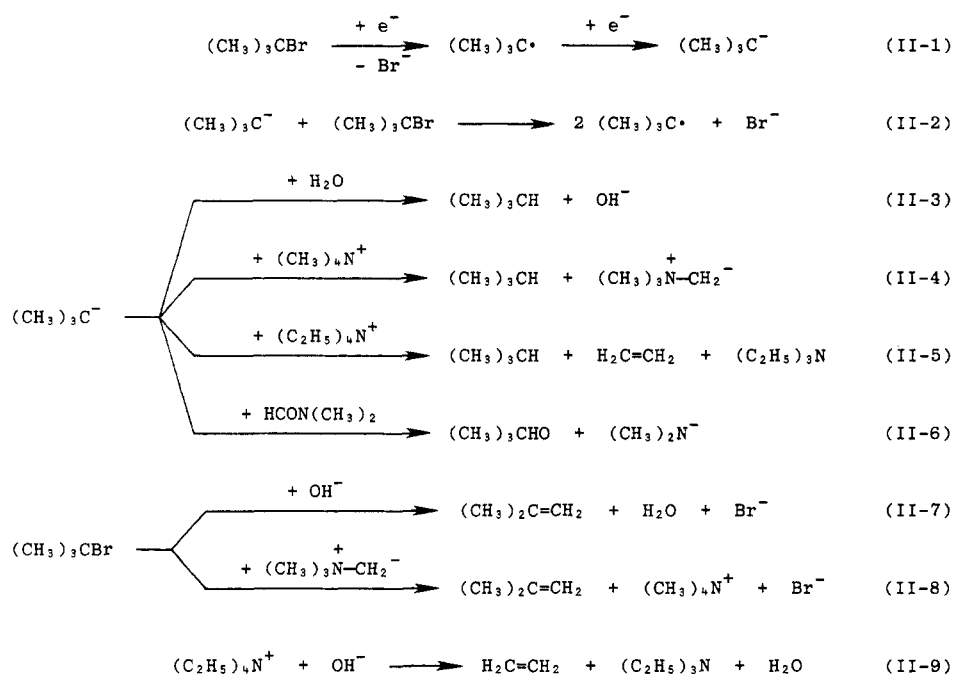 + e⁻ + e⁻
(CH₃)₃CBr (CH₃)₃C· (CH₃)₃C⁻ (II-1)
- Br⁻
(CH₃)₃C⁻ + (CH₃)₃CBr 2 (CH₃)₃C· + Br⁻ (II-2)
+ H₂O
(CH₃)₃CH + OH⁻ (II-3)
+ (CH₃)₄N⁺
(CH₃)₃CH + (CH₃)₃N⁺—CH₂⁻ (II-4)
(CH₃)₃C⁻
+ (C₂H₅)₄N⁺
(CH₃)₃CH + H₂C=CH₂ + (C₂H₅)₃N (II-5)
+ HCON(CH₃)₂
(CH₃)₃CHO + (CH₃)₂N⁻ (II-6)
+ OH⁻
(CH₃)₂C=CH₂ + H₂O + Br⁻ (II-7)
(CH₃)₃CBr
+ (CH₃)₃N⁺—CH₂⁻
(CH₃)₂C=CH₂ + (CH₃)₄N⁺ + Br⁻ (II-8)
(C₂H₅)₄N⁺ + OH⁻ H₂C=CH₂ + (C₂H₅)₃N + H₂O (II-9)